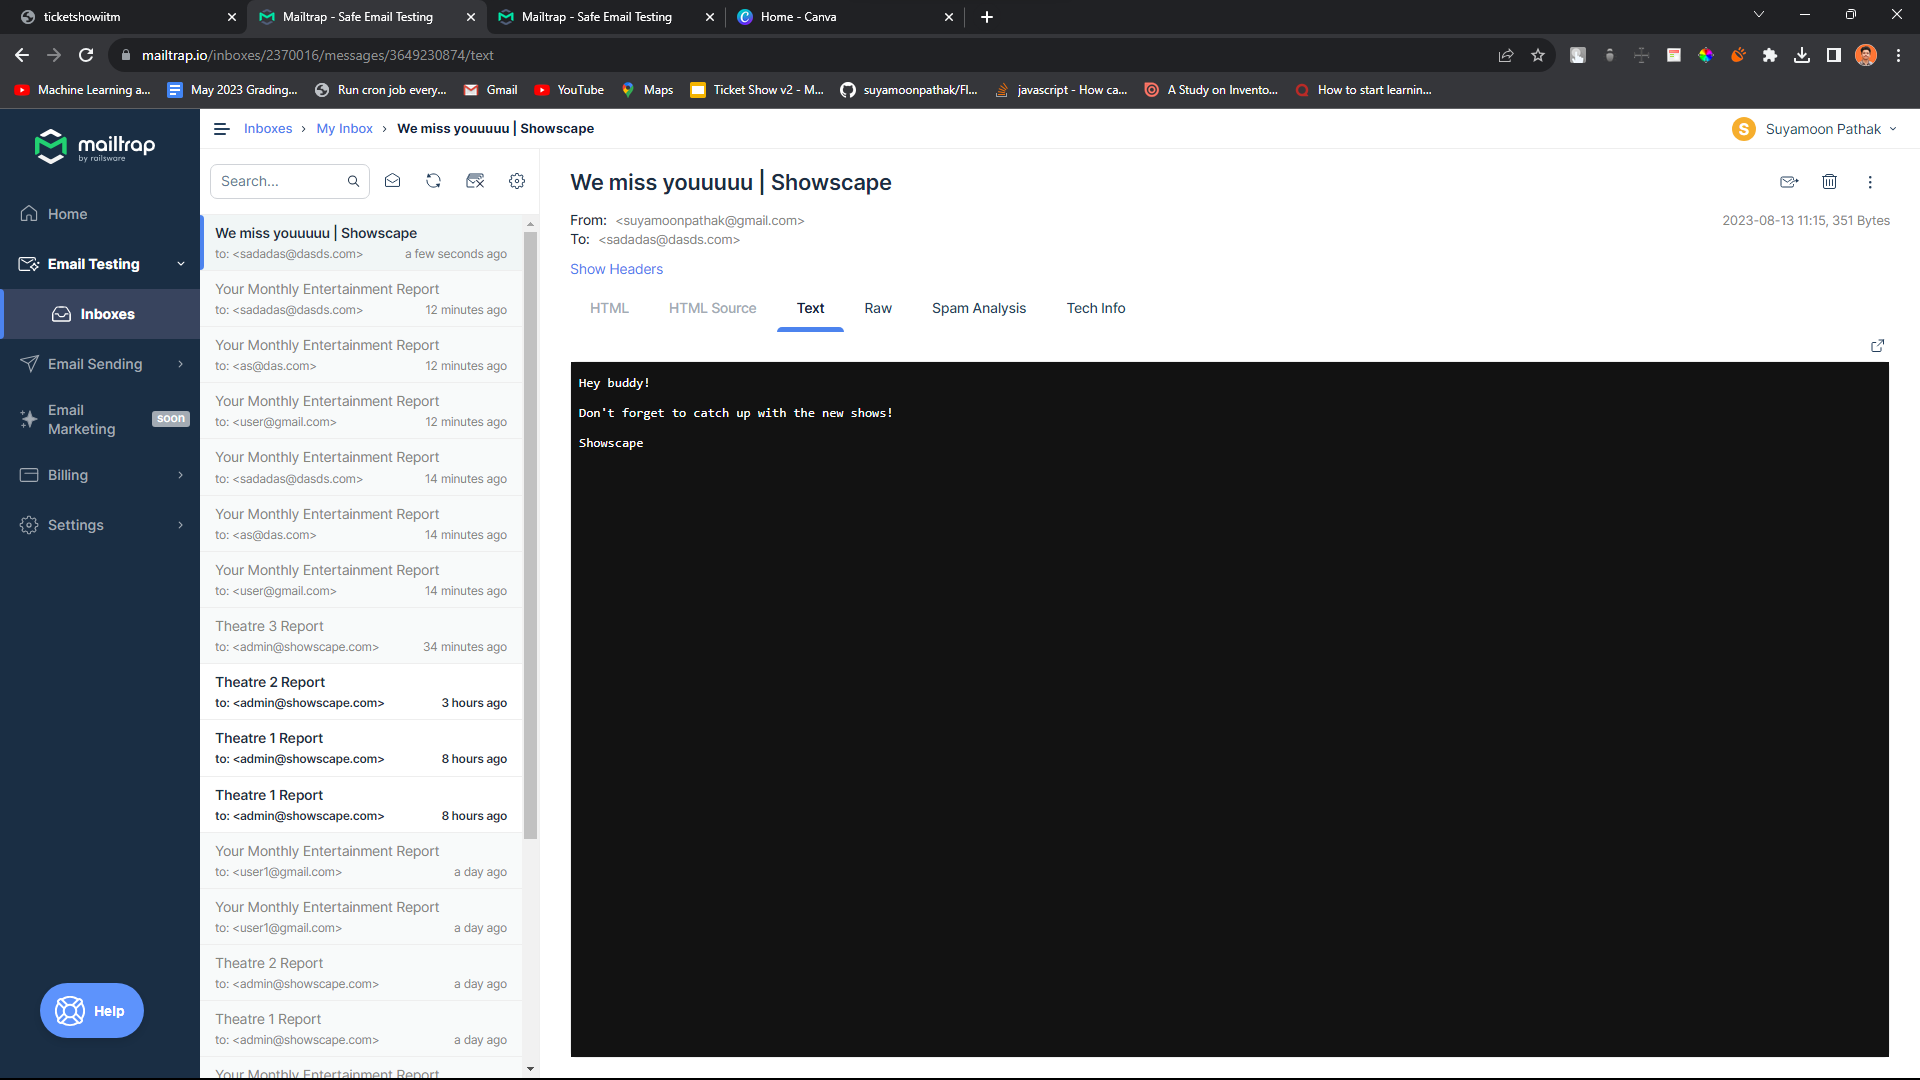 ticketshowiitm
Mailtrap - Safe Email Testing
Mailtrap - Safe Email Testing
Home - Canva
mailtrap.io/inboxes/2370016/messages/3649230874/text
Machine Learning a...
May 2023 Grading...
Run cron job every...
Gmail
YouTube
Maps
Ticket Show v2 - M...
suyamoonpathak/Fl...
javascript - How ca...
A Study on Invento...
How to start learnin...
mailtrap
by railsware
Home
Email Testing
Inboxes
Email Sending
Email
Marketing
soon
Billing
Settings
Help
Inboxes › My Inbox › We miss youuuuu | Showscape
S
Suyamoon Pathak
Search...
We miss youuuuu | Showscape
to: <sadadas@dasds.com> a few seconds ago
Your Monthly Entertainment Report
to: <sadadas@dasds.com> 12 minutes ago
Your Monthly Entertainment Report
to: <as@das.com> 12 minutes ago
Your Monthly Entertainment Report
to: <user@gmail.com> 12 minutes ago
Your Monthly Entertainment Report
to: <sadadas@dasds.com> 14 minutes ago
Your Monthly Entertainment Report
to: <as@das.com> 14 minutes ago
Your Monthly Entertainment Report
to: <user@gmail.com> 14 minutes ago
Theatre 3 Report
to: <admin@showscape.com> 34 minutes ago
Theatre 2 Report
to: <admin@showscape.com> 3 hours ago
Theatre 1 Report
to: <admin@showscape.com> 8 hours ago
Theatre 1 Report
to: <admin@showscape.com> 8 hours ago
Your Monthly Entertainment Report
to: <user1@gmail.com> a day ago
Your Monthly Entertainment Report
to: <user1@gmail.com> a day ago
Theatre 2 Report
to: <admin@showscape.com> a day ago
Theatre 1 Report
to: <admin@showscape.com> a day ago
Your Monthly Entertainment Report
We miss youuuuu | Showscape
From: <suyamoonpathak@gmail.com>
2023-08-13 11:15, 351 Bytes
To: <sadadas@dasds.com>
Show Headers
HTML
HTML Source
Text
Raw
Spam Analysis
Tech Info
Hey buddy!
Don't forget to catch up with the new shows!
Showscape